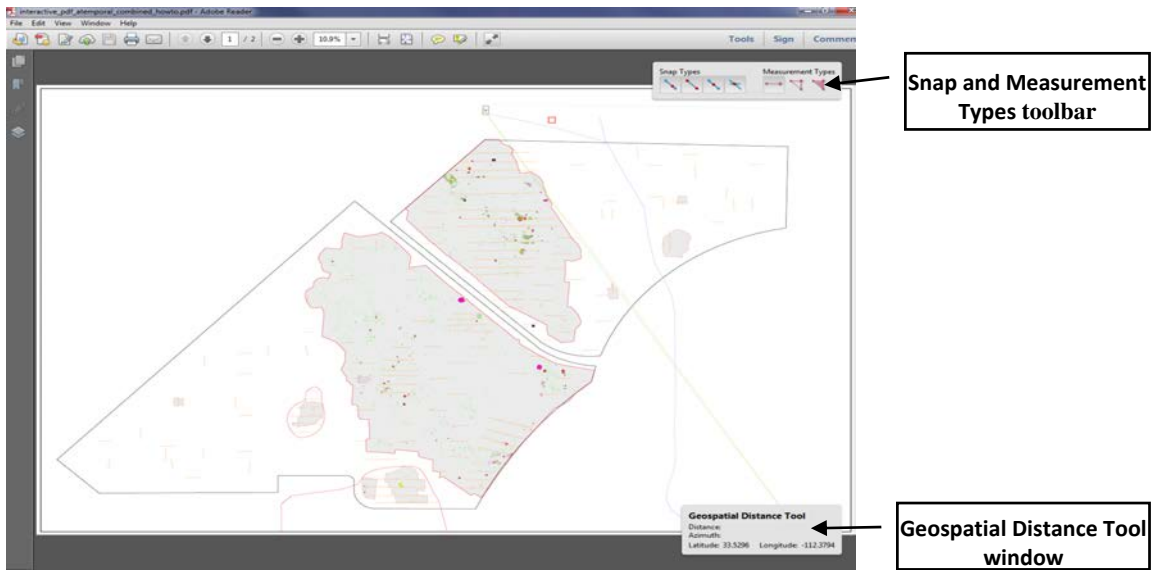 interactive_pdf_atemporal_combined_howto.pdf - Adobe Reader
File Edit View Window Help
1 / 2 10.9% Tools Sign Commen
Snap Types Measurement Types
Snap and Measurement
Types toolbar
Geospatial Distance Tool
Distance:
Azimuth:
Latitude: 33.5296 Longitude: -112.3794
Geospatial Distance Tool
window